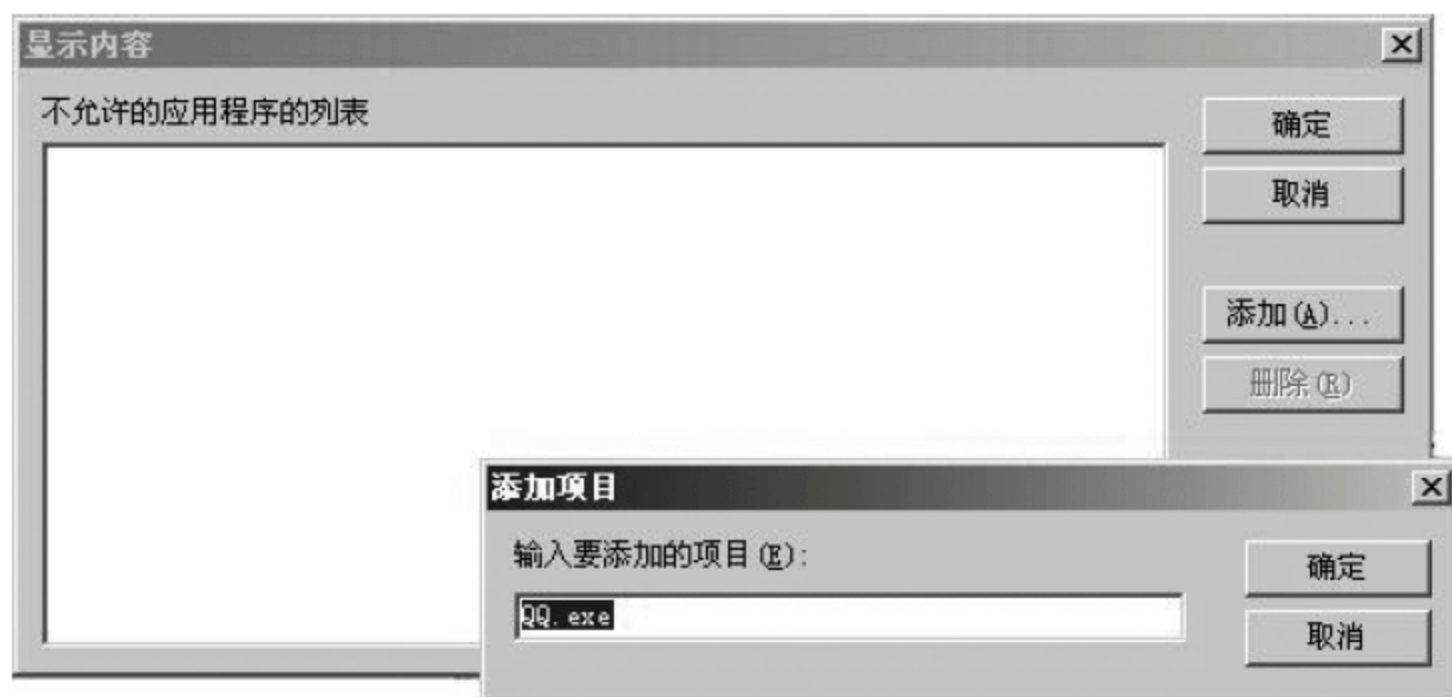 显示内容
不允许的应用程序的列表
确定
取消
添加(A)...
删除(R)
添加项目
输入要添加的项目(E):
QQ.exe
确定
取消